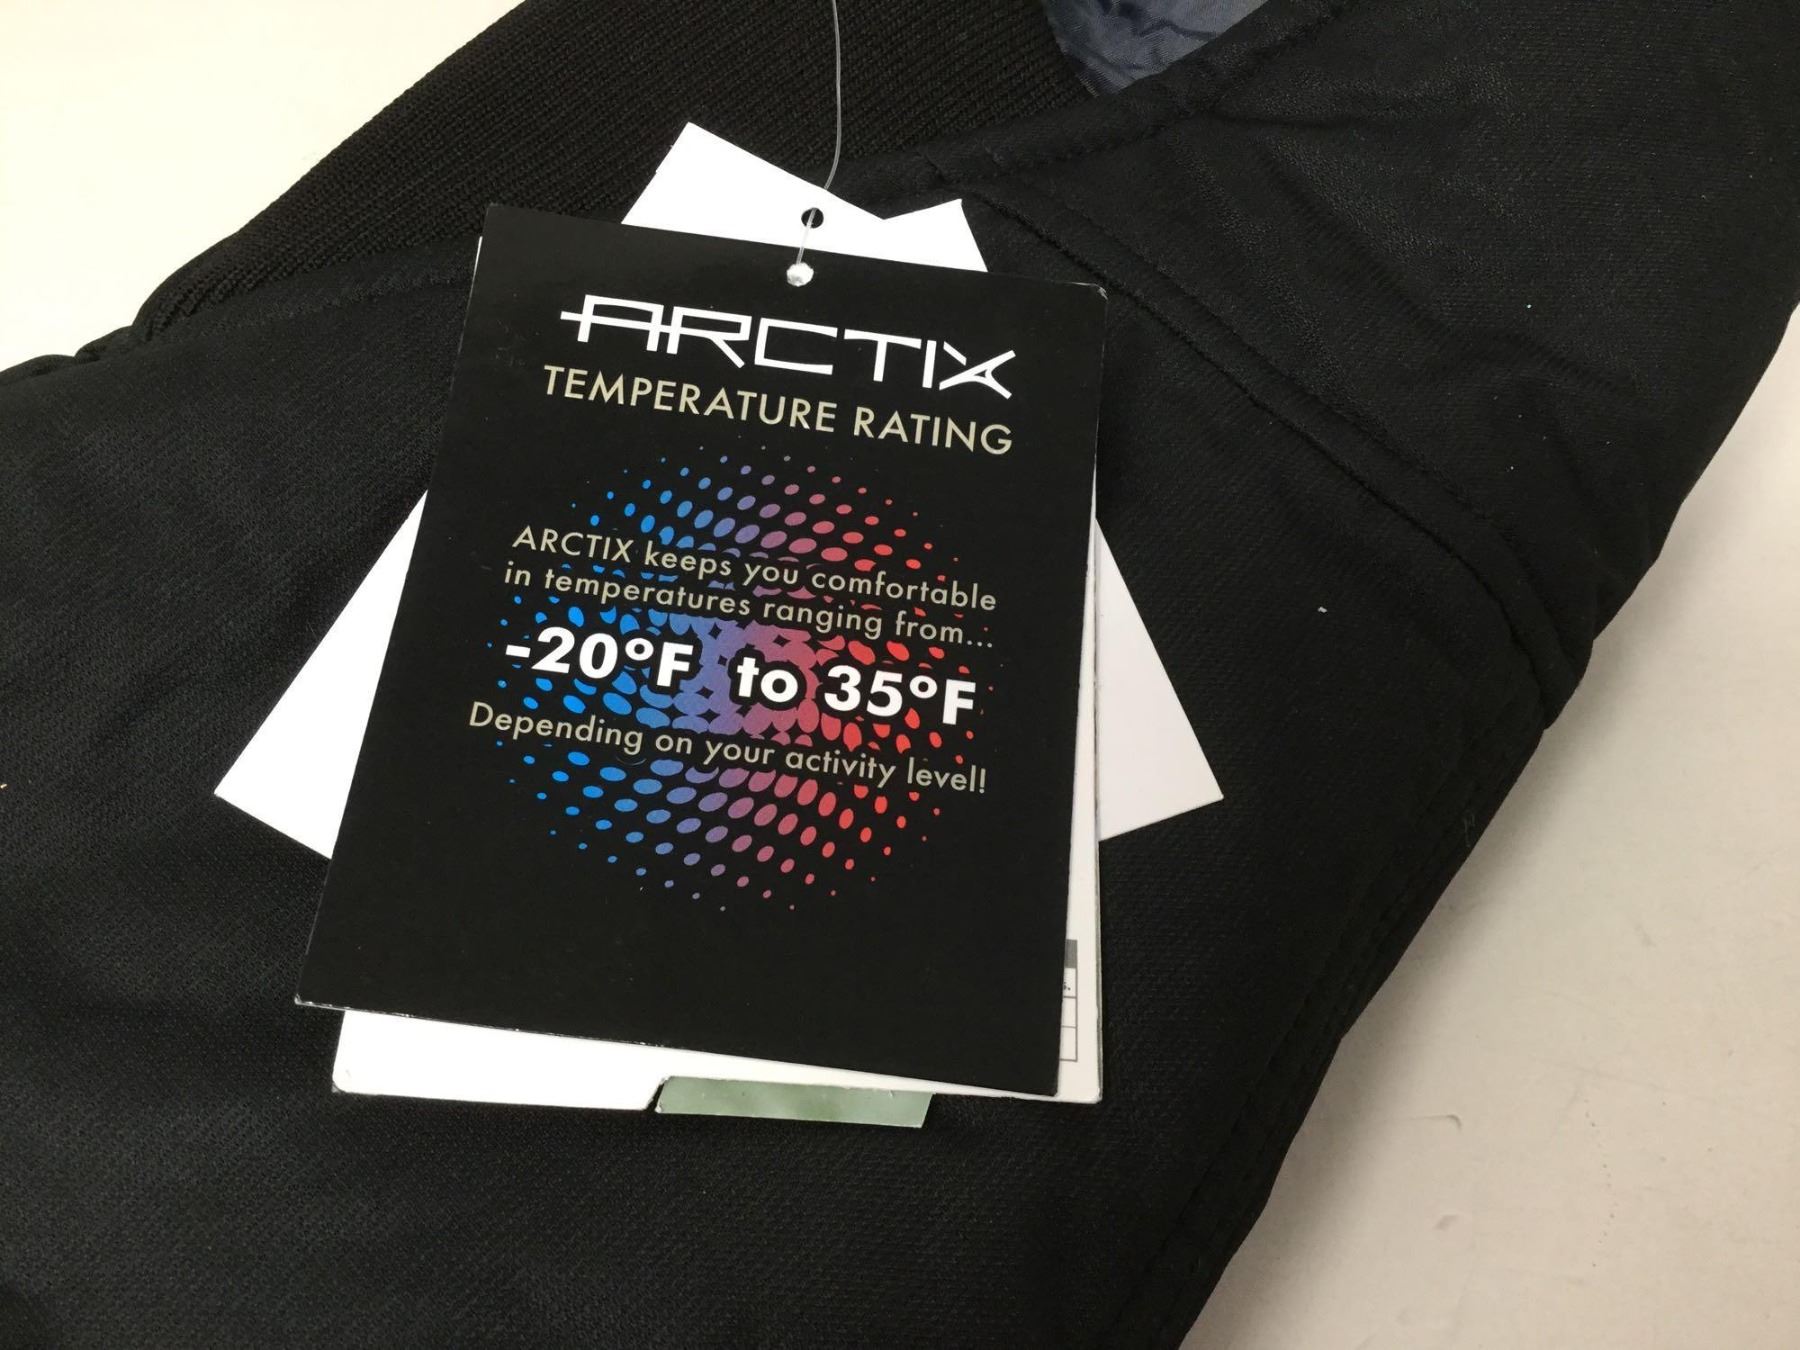 ARCTIX
TEMPERATURE RATING
ARCTIX keeps you comfortable
in temperatures ranging from...
-20°F to 35°F
Depending on your activity level!